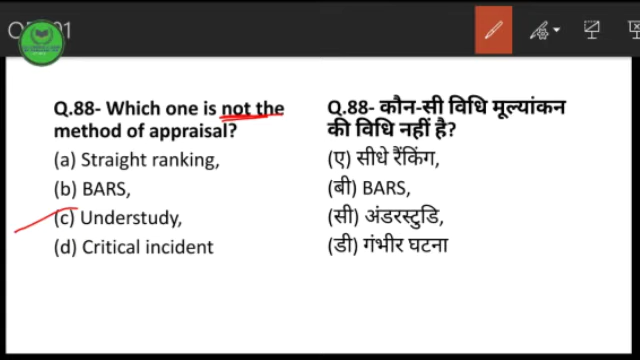 Q.88- Which one is not the
method of appraisal?
(a) Straight ranking,
(b) BARS,
(c) Understudy,
(d) Critical incident
Q.88- कौन-सी विधि मूल्यांकन
की विधि नहीं है?
(ए) सीधे रैंकिंग,
(बी) BARS,
(सी) अंडरस्टुडि,
(डी) गंभीर घटना